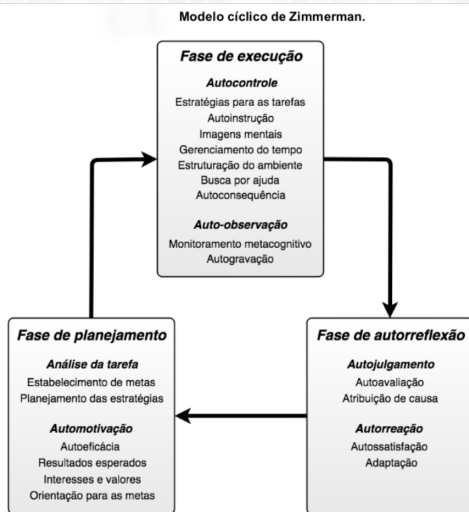 Modelo cíclico de Zimmerman.
Fase de execução
Autocontrole
Estratégias para as tarefas
Autoinstrução
Imagens mentais
Gerenciamento do tempo
Estruturação do ambiente
Busca por ajuda
Autoconsequência
Auto-observação
Monitoramento metacognitivo
Autogravação
Fase de planejamento
Análise da tarefa
Estabelecimento de metas
Planejamento das estratégias
Automotivação
Autoeficácia
Resultados esperados
Interesses e valores
Orientação para as metas
Fase de autorreflexão
Autojulgamento
Autoavaliação
Atribuição de causa
Autorreação
Autossatisfação
Adaptação